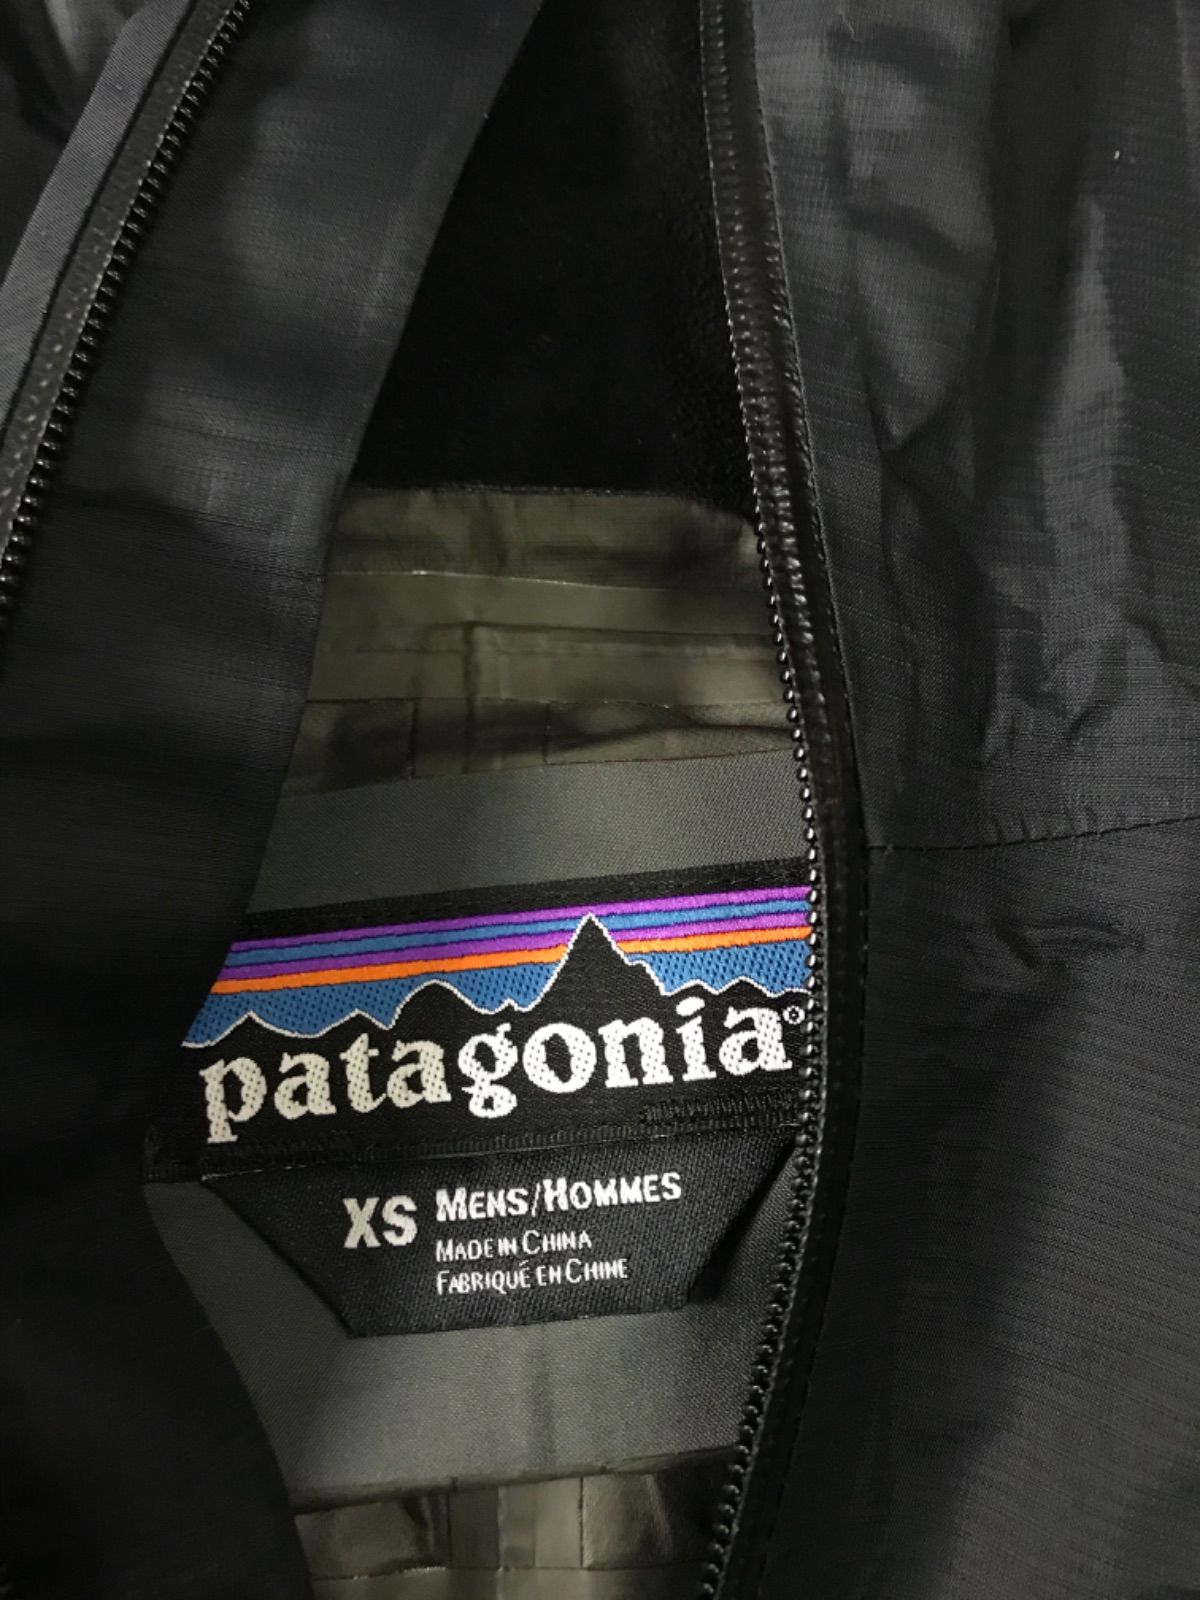 patagonia®
XS MENS/HOMMES
MADE IN CHINA
FABRIQUÉ EN CHINE